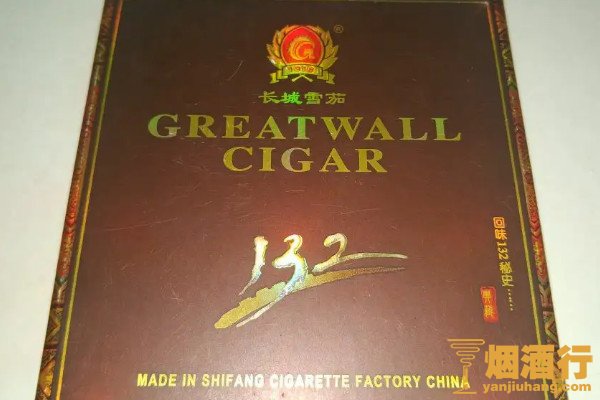 ®
长城雪茄
GREATWALL
CIGAR
132
回味132秘史……
MADE IN SHIFANG CIGARETTE FACTORY CHINA
烟酒行
yanjiuhang.com